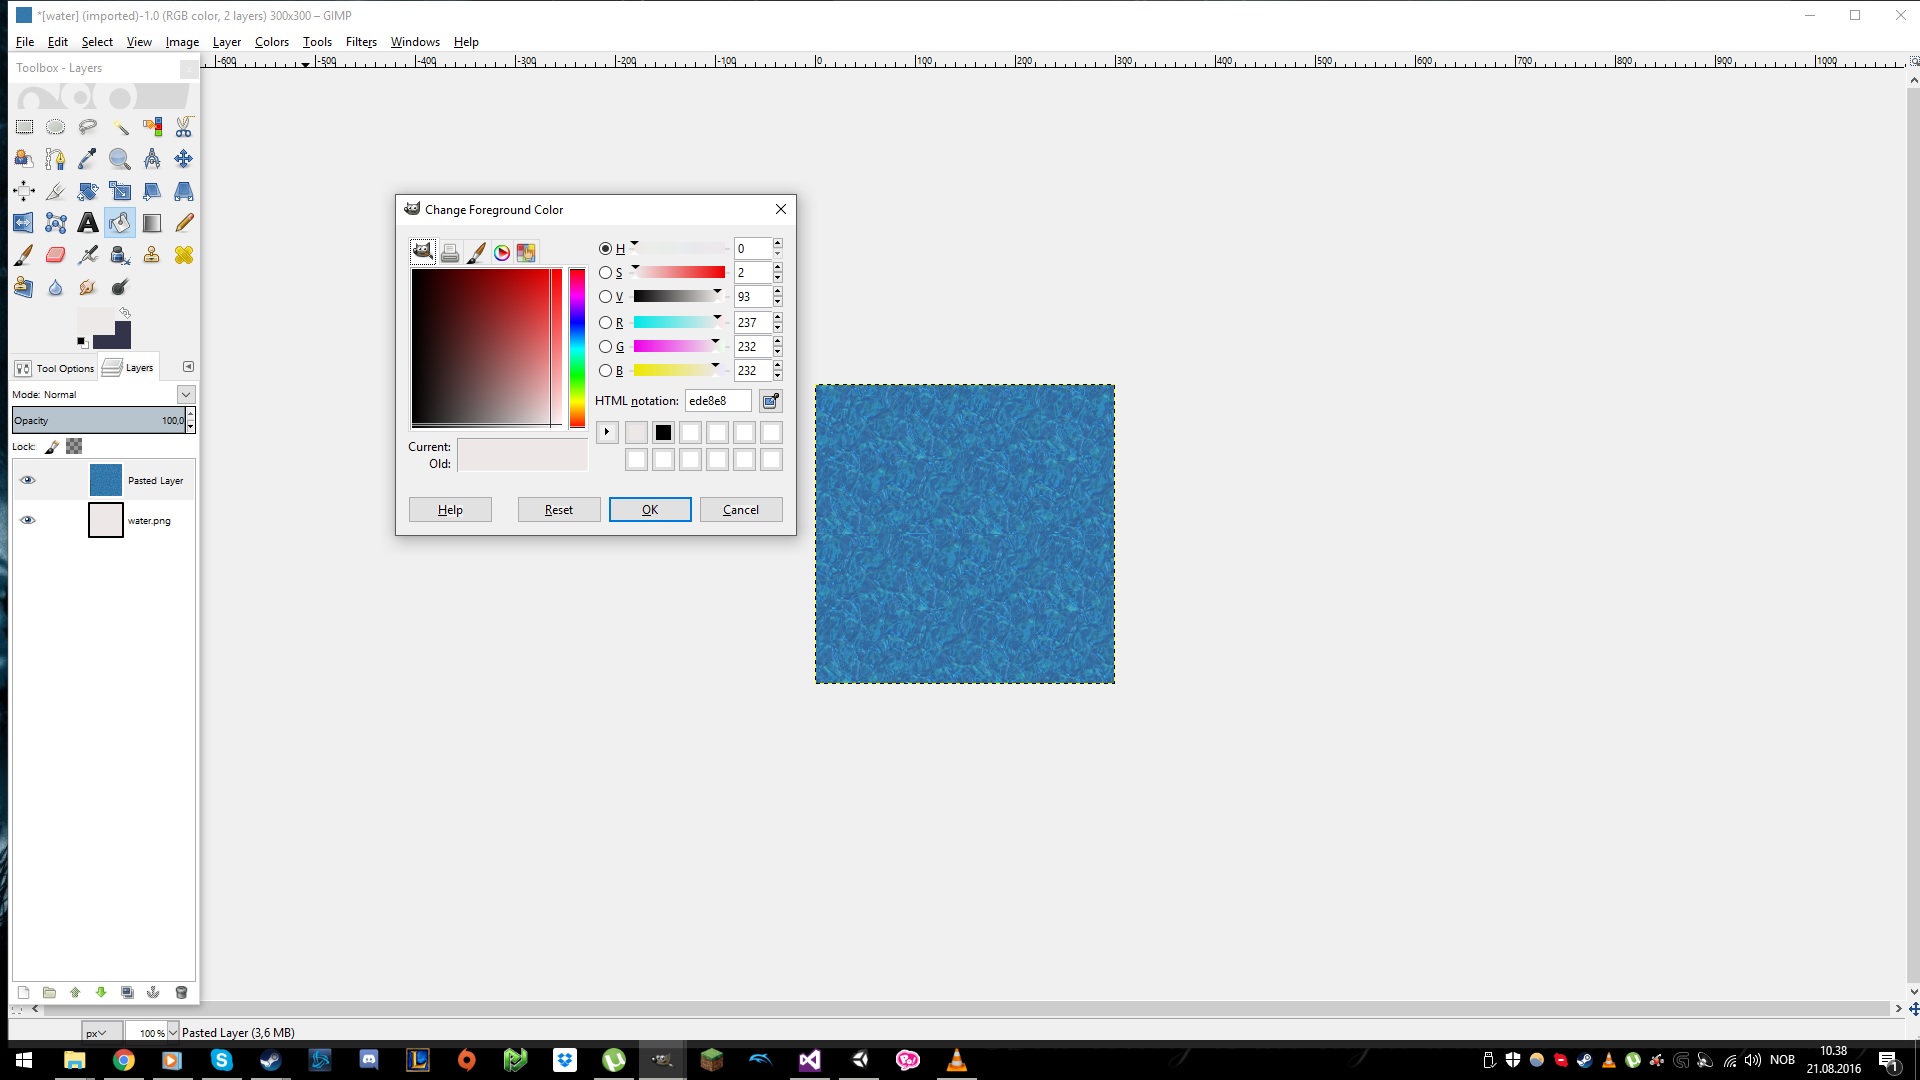 *[water] (imported)-1.0 (RGB color, 2 layers) 300x300 – GIMP
File Edit Select View Image Layer Colors Tools Filters Windows Help
Toolbox - Layers
-600 -500 -400 -300 -200 -100 0 100 200 300 400 500 600 700 800 900 1000
Change Foreground Color
H 0
S 2
V 93
R 237
G 232
B 232
HTML notation: ede8e8
Current:
Old:
Help Reset OK Cancel
Tool Options Layers
Mode: Normal
Opacity 100,0
Lock:
Pasted Layer
water.png
px 100 % Pasted Layer (3,6 MB)
NOB
10.38
21.08.2016
1